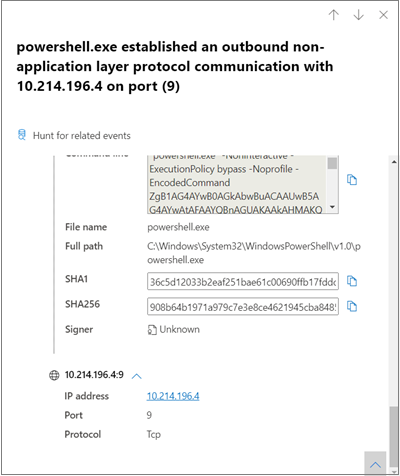 powershell.exe established an outbound non-
application layer protocol communication with
10.214.196.4 on port (9)
Hunt for related events
Command line
"powershell.exe" -NonInteractive -
ExecutionPolicy bypass -Noprofile -
EncodedCommand
ZgB1AG4AYwB0AGkAbwBuACAAUwB5A
G4AYwAtAFAAYQBnAGUAKAAkAHMAKQ
File name powershell.exe
Full path C:\Windows\System32\WindowsPowerShell\v1.0\p
owershell.exe
SHA1 36c5d12033b2eaf251bae61c00690ffb17fddc
SHA256 908b64b1971a979c7e3e8ce4621945cba848
Signer Unknown
10.214.196.4:9
IP address 10.214.196.4
Port 9
Protocol Tcp